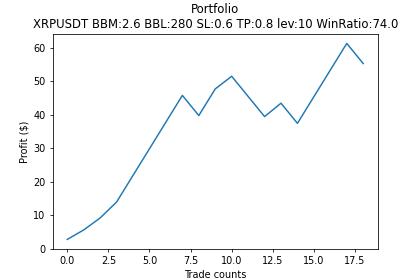 Portfolio
XRPUSDT BBM:2.6 BBL:280 SL:0.6 TP:0.8 lev:10 WinRatio:74.0
60
50
40
30
20
10
0
Profit ($)
0.0 2.5 5.0 7.5 10.0 12.5 15.0 17.5
Trade counts